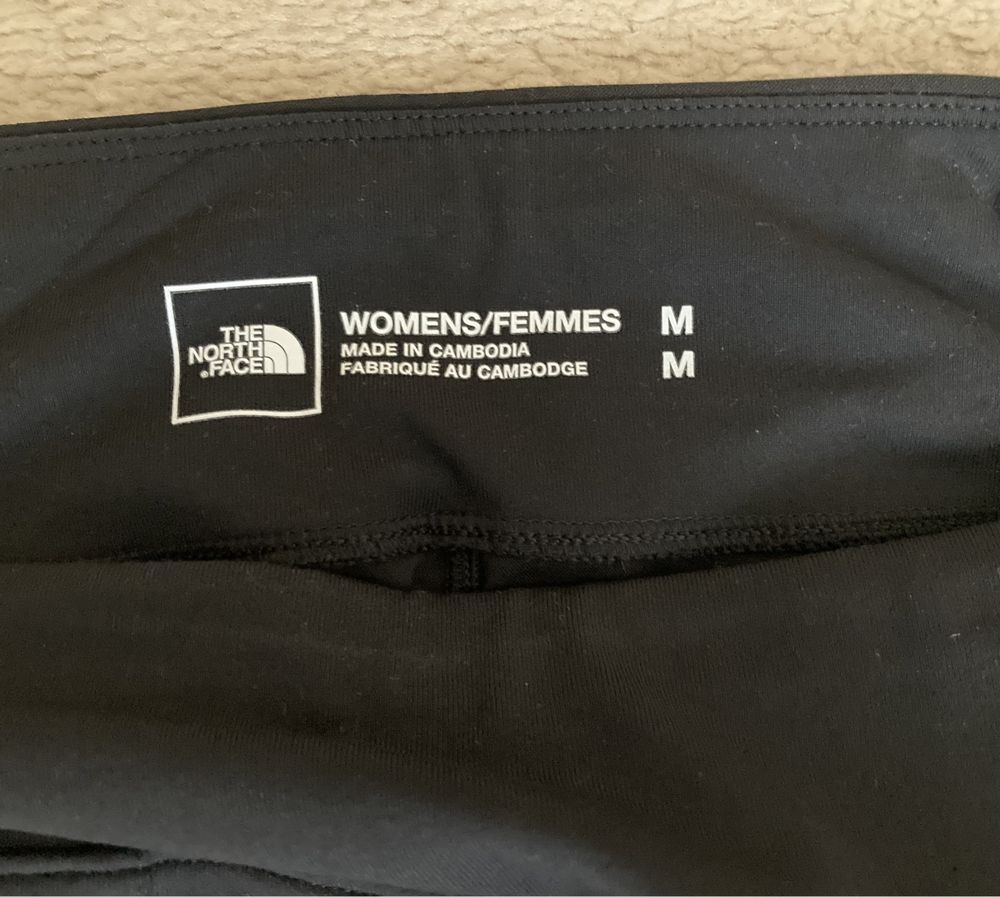 THE
NORTH
FACE
WOMENS/FEMMES M
MADE IN CAMBODIA
FABRIQUÉ AU CAMBODGE M